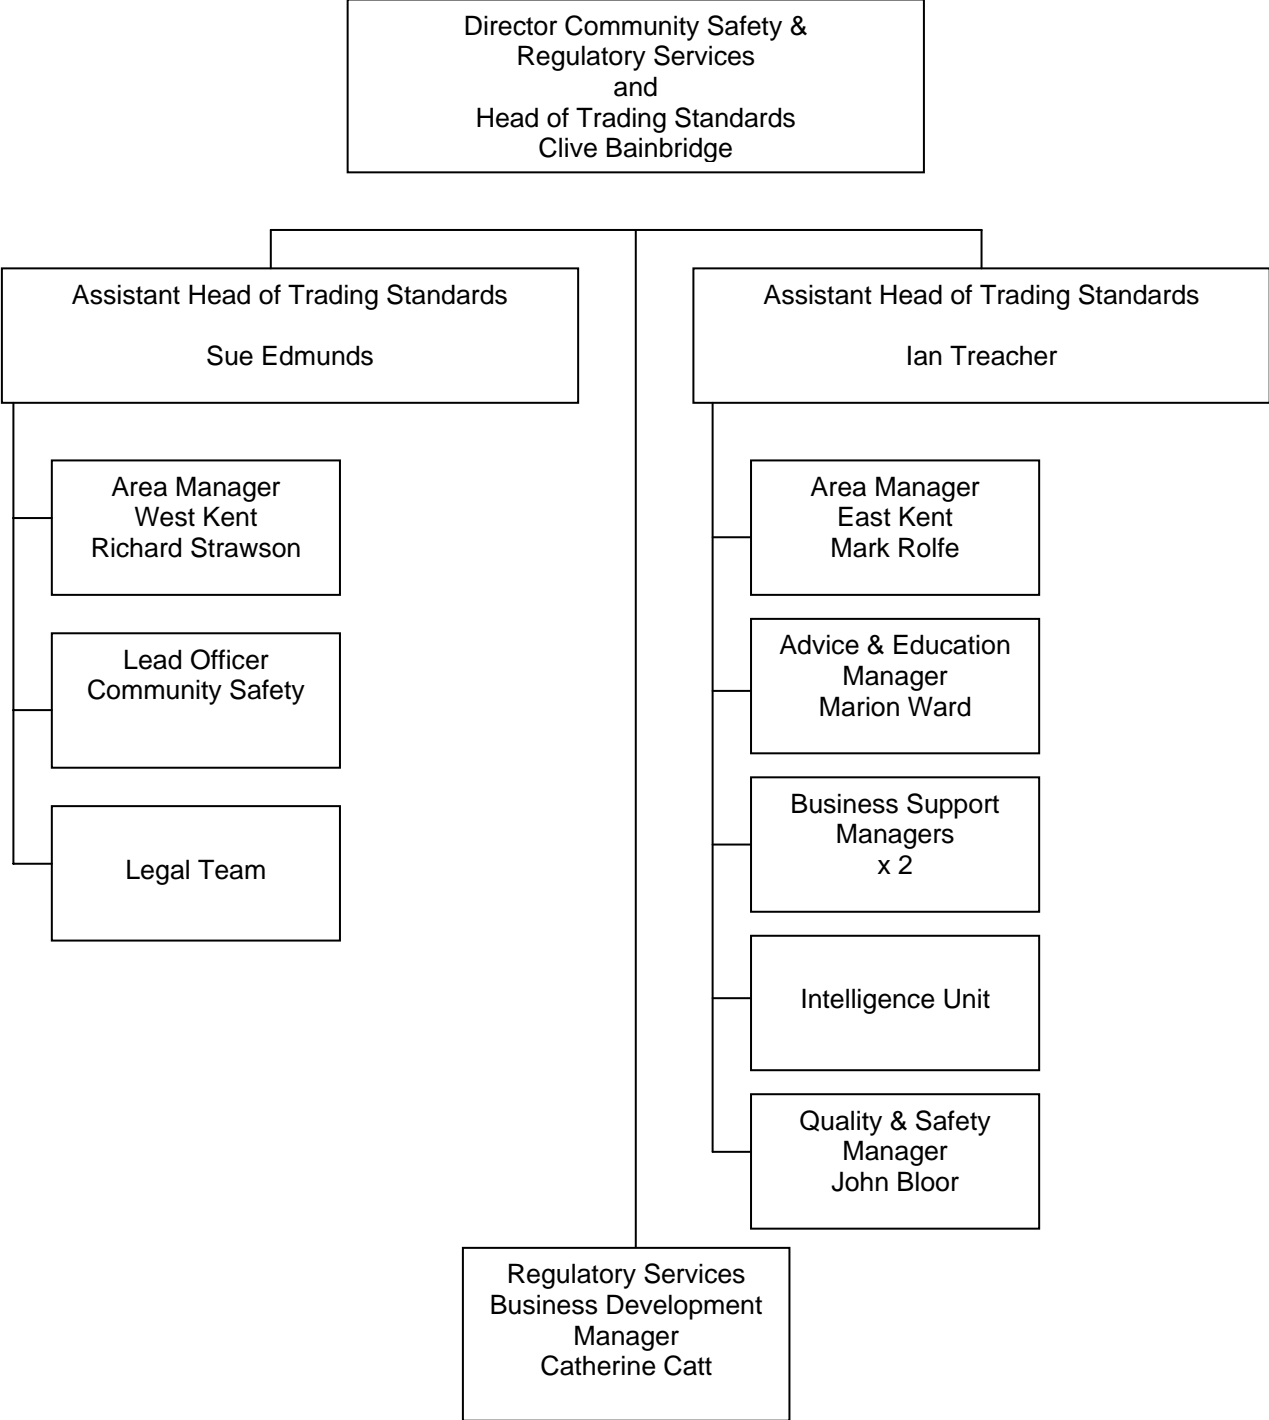 Director Community Safety &
Regulatory Services
and
Head of Trading Standards
Clive Bainbridge
Assistant Head of Trading Standards
Sue Edmunds
Assistant Head of Trading Standards
Ian Treacher
Area Manager
West Kent
Richard Strawson
Lead Officer
Community Safety
Legal Team
Area Manager
East Kent
Mark Rolfe
Advice & Education
Manager
Marion Ward
Business Support
Managers
x 2
Intelligence Unit
Quality & Safety
Manager
John Bloor
Regulatory Services
Business Development
Manager
Catherine Catt